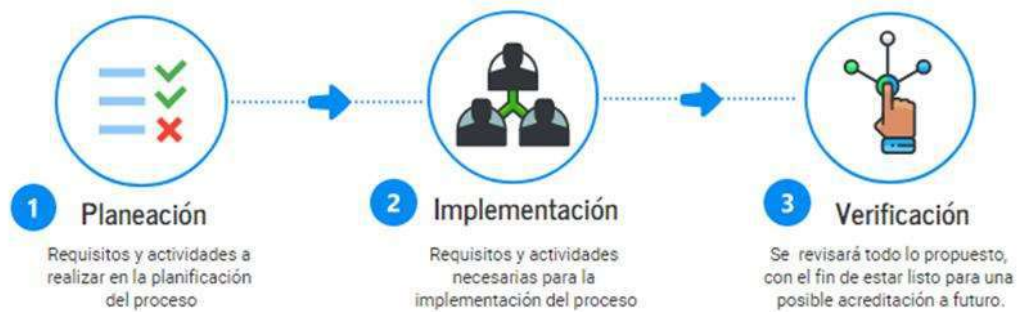 1 Planeación
Requisitos y actividades a
realizar en la planificación
del proceso
2 Implementación
Requisitos y actividades
necesarias para la
implementación del proceso
3 Verificación
Se revisará todo lo propuesto,
con el fin de estar listo para una
posible acreditación a futuro.